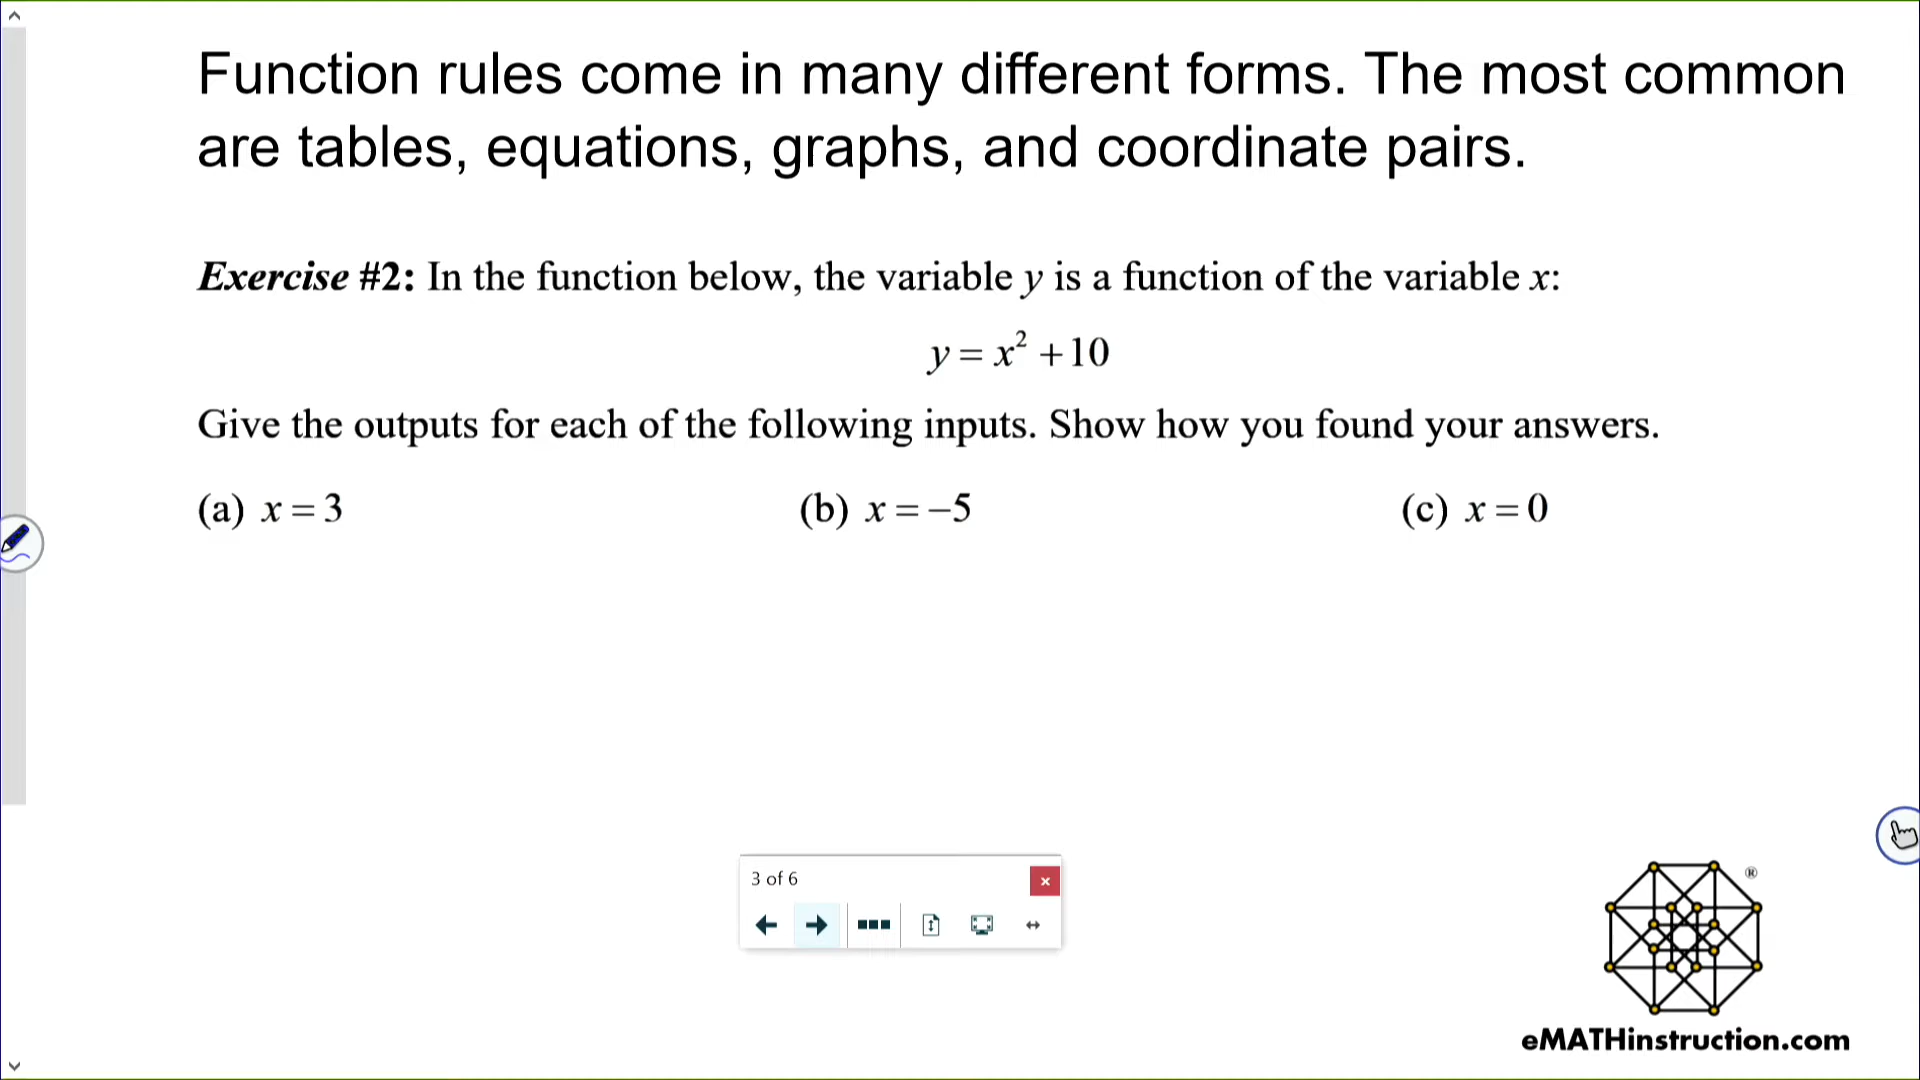 Function rules come in many different forms. The most common
are tables, equations, graphs, and coordinate pairs.
Exercise #2: In the function below, the variable y is a function of the variable x:
y = x² + 10
Give the outputs for each of the following inputs. Show how you found your answers.
(a) x = 3 (b) x = −5 (c) x = 0
3 of 6
®
eMATHinstruction.com